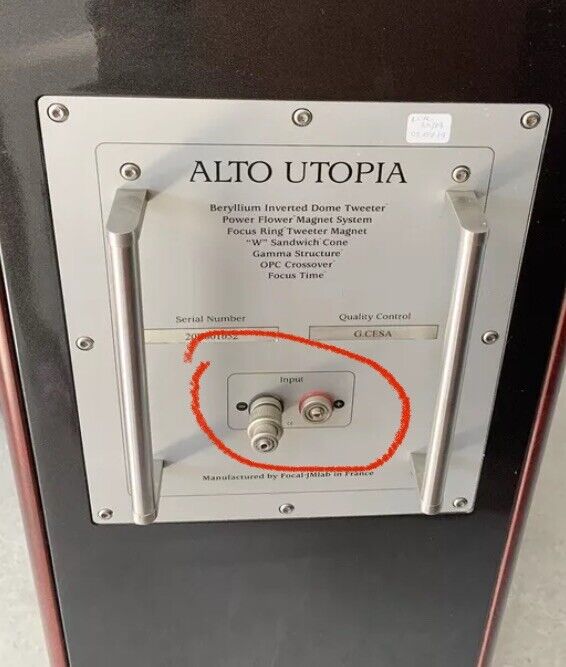 ALTO UTOPIA
Beryllium Inverted Dome Tweeter
Power Flower Magnet System
Focus Ring Tweeter Magnet
"W" Sandwich Cone
Gamma Structure
OPC Crossover
Focus Time
Serial Number
Quality Control
G.CESA
Input
- +
CE
Manufactured by Focal-JMlab in France